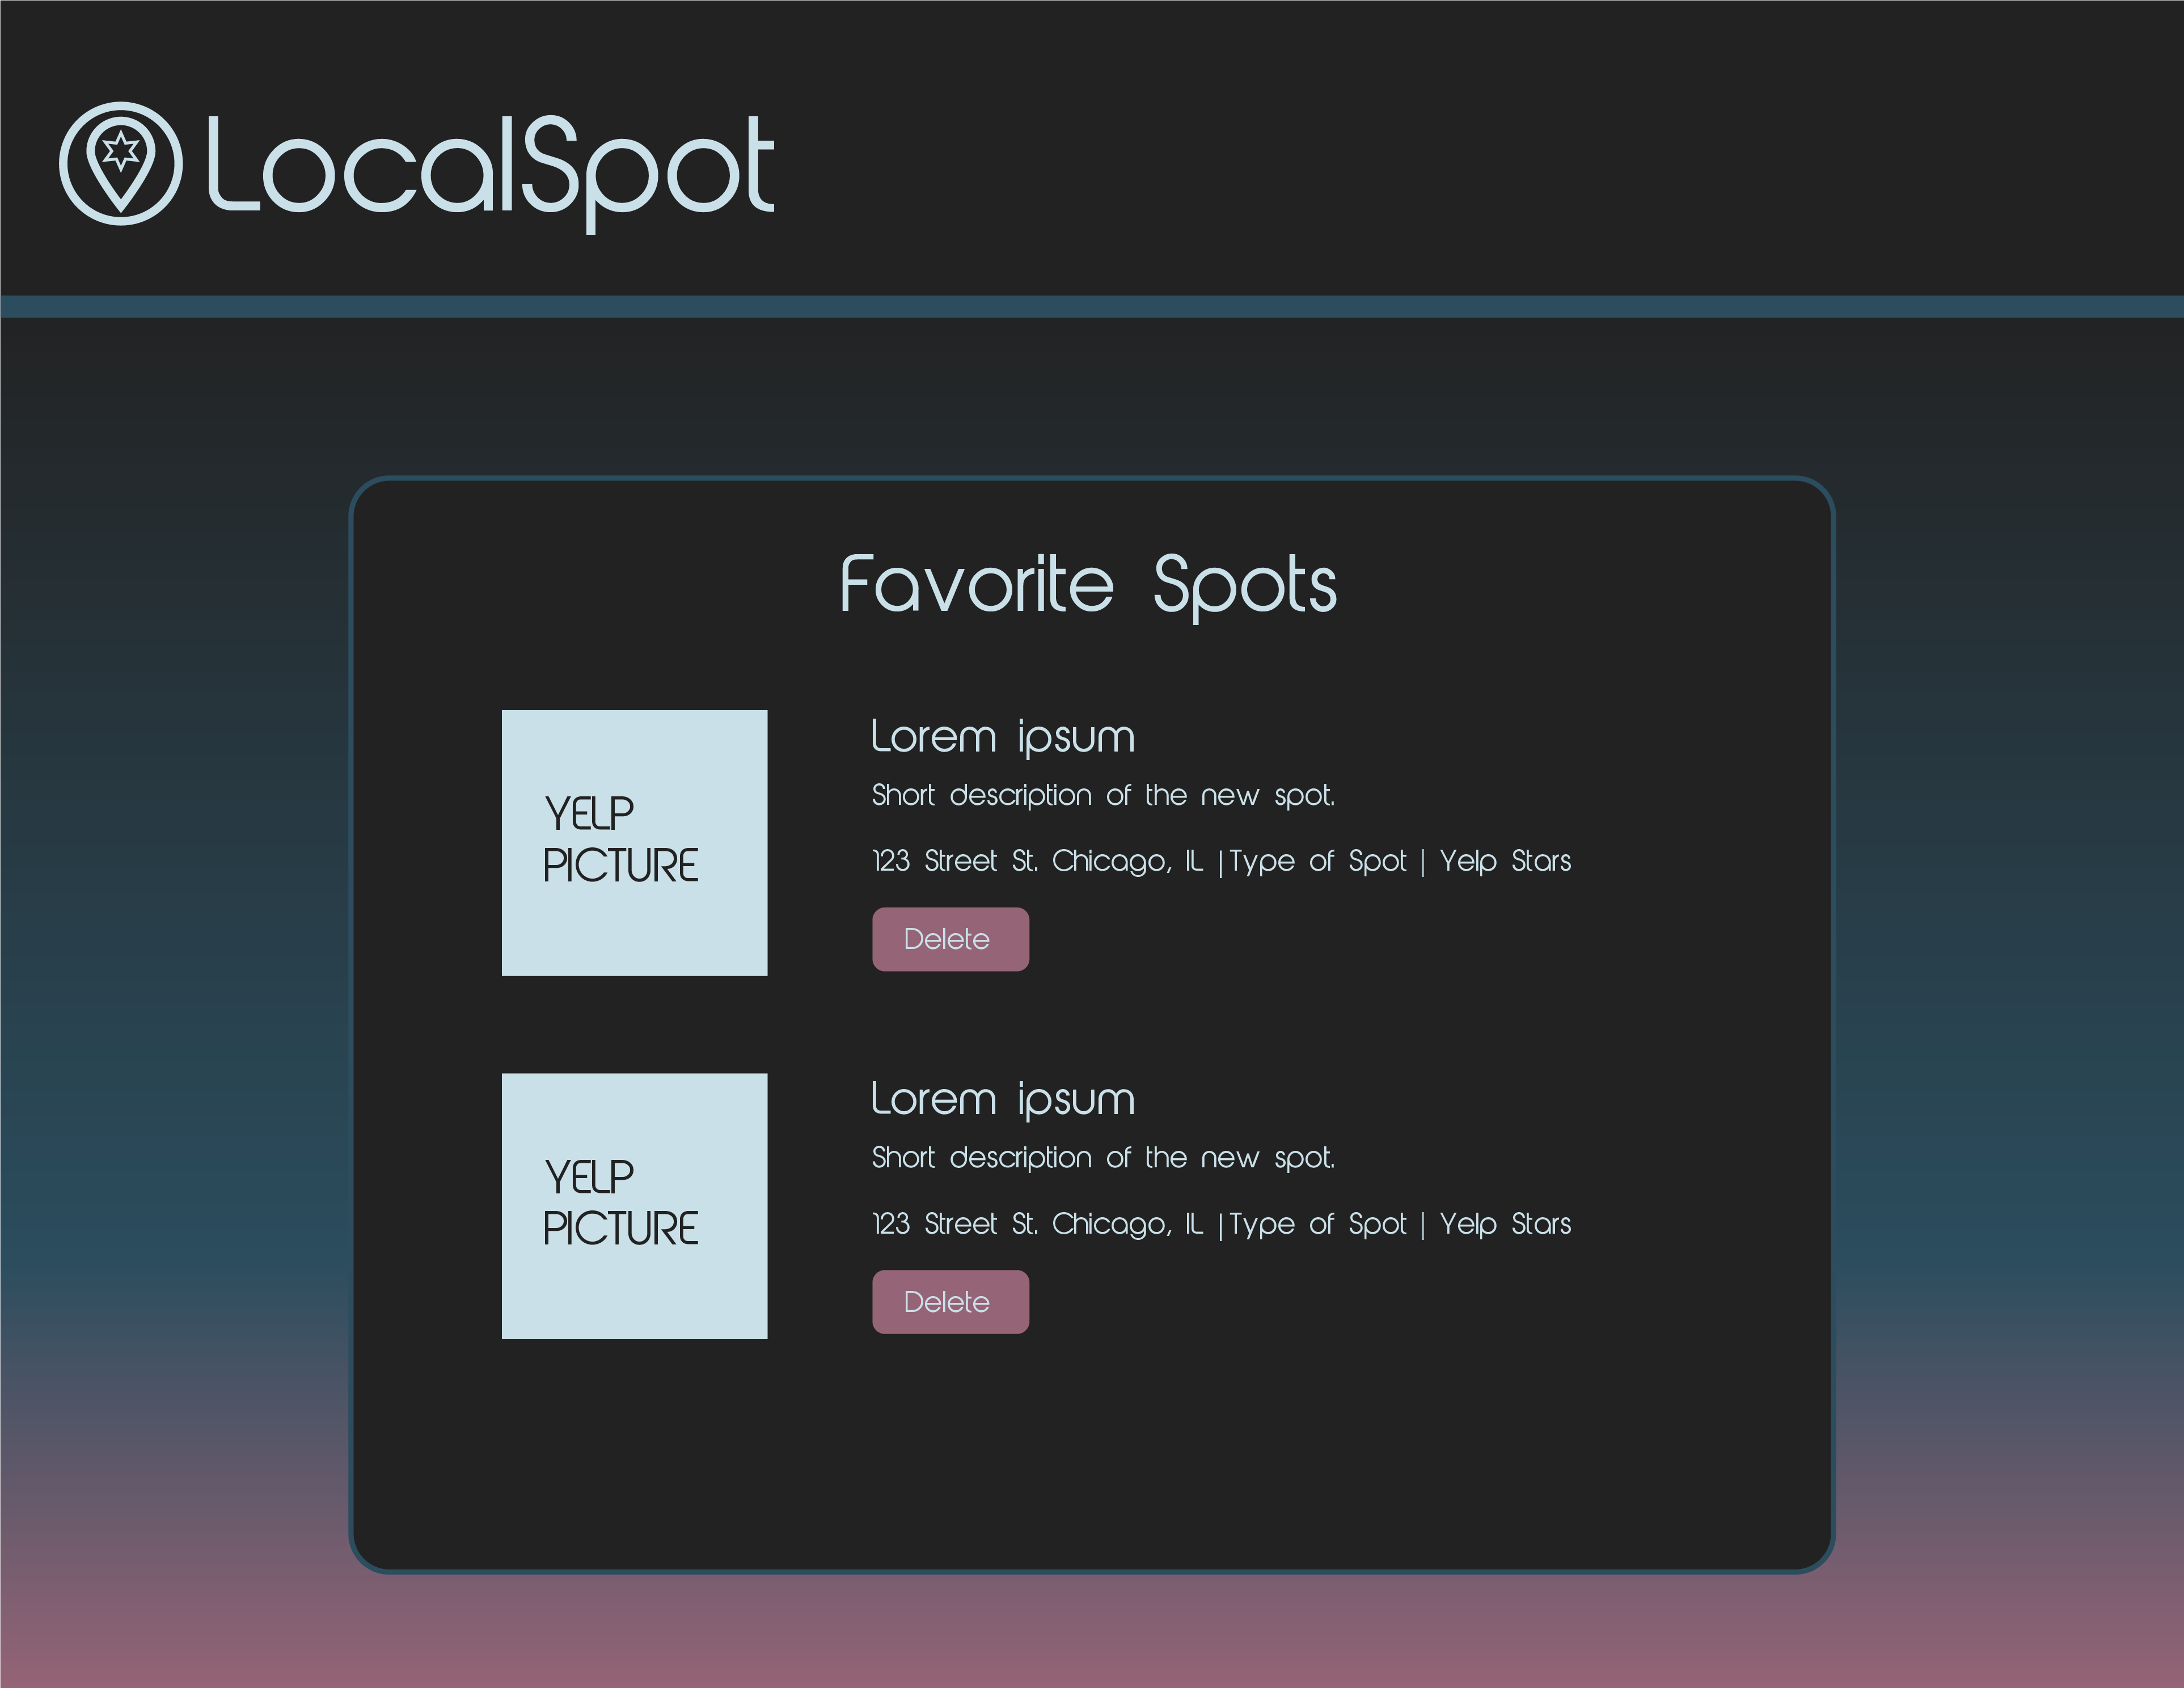 LocalSpot
Favorite Spots
YELP
PICTURE
Lorem ipsum
Short description of the new spot.
123 Street St. Chicago, IL |Type of Spot | Yelp Stars
Delete
YELP
PICTURE
Lorem ipsum
Short description of the new spot.
123 Street St. Chicago, IL |Type of Spot | Yelp Stars
Delete